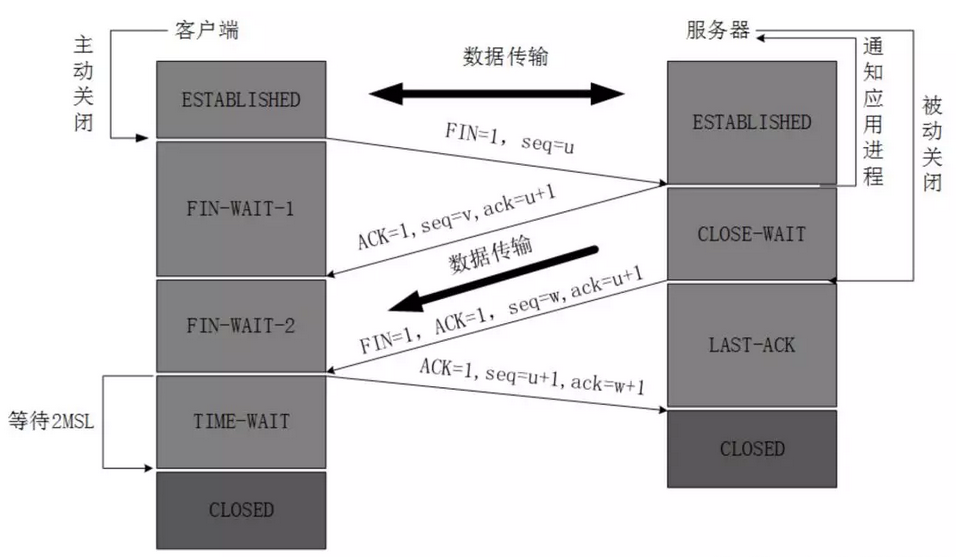 客户端
服务器
主动关闭
数据传输
通知应用进程
被动关闭
ESTABLISHED
ESTABLISHED
FIN=1, seq=u
FIN-WAIT-1
ACK=1,seq=v,ack=u+1
CLOSE-WAIT
数据传输
FIN=1, ACK=1, seq=w,ack=u+1
FIN-WAIT-2
LAST-ACK
ACK=1,seq=u+1,ack=w+1
等待2MSL
TIME-WAIT
CLOSED
CLOSED